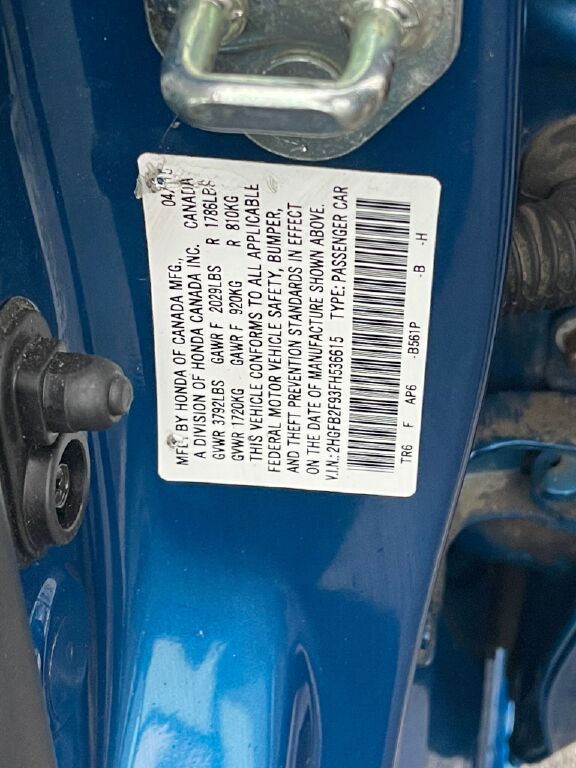 MFD BY HONDA OF CANADA MFG.,
A DIVISION OF HONDA CANADA INC. CANADA
GVWR 3792LBS GAWR F 2029LBS R 1786LBS
GVWR 1720KG GAWR F 920KG R 810KG
THIS VEHICLE CONFORMS TO ALL APPLICABLE
FEDERAL MOTOR VEHICLE SAFETY, BUMPER,
AND THEFT PREVENTION STANDARDS IN EFFECT
ON THE DATE OF MANUFACTURE SHOWN ABOVE.
V.I.N.: 2HGFB2F93FH536615 TYPE: PASSENGER CAR
TR6 F AP6 -B561P -B -H